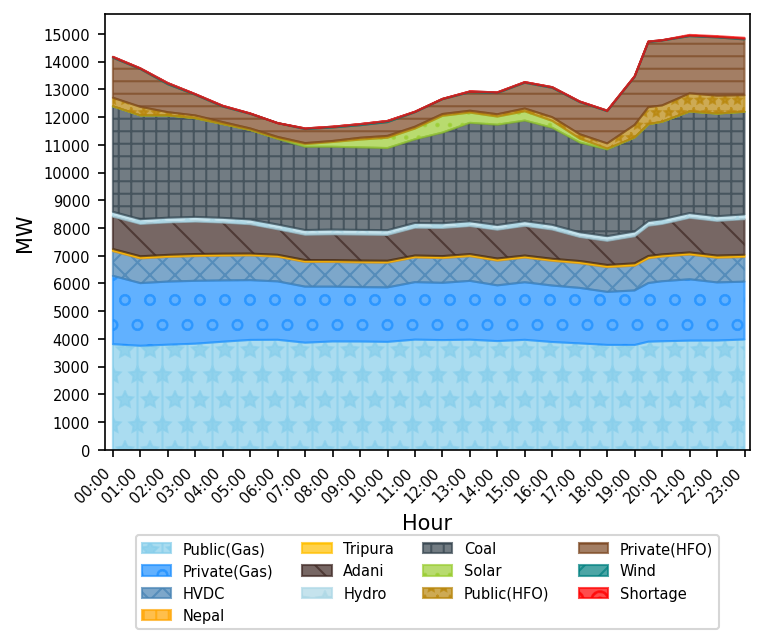 15000
14000
13000
12000
11000
10000
9000
8000
7000
6000
5000
4000
3000
2000
1000
0
MW
00:00 01:00 02:00 03:00 04:00 05:00 06:00 07:00 08:00 09:00 10:00 11:00 12:00 13:00 14:00 15:00 16:00 17:00 18:00 19:00 20:00 21:00 22:00 23:00
Hour
Public(Gas) Tripura Coal Private(HFO)
Private(Gas) Adani Solar Wind
HVDC Hydro Public(HFO) Shortage
Nepal